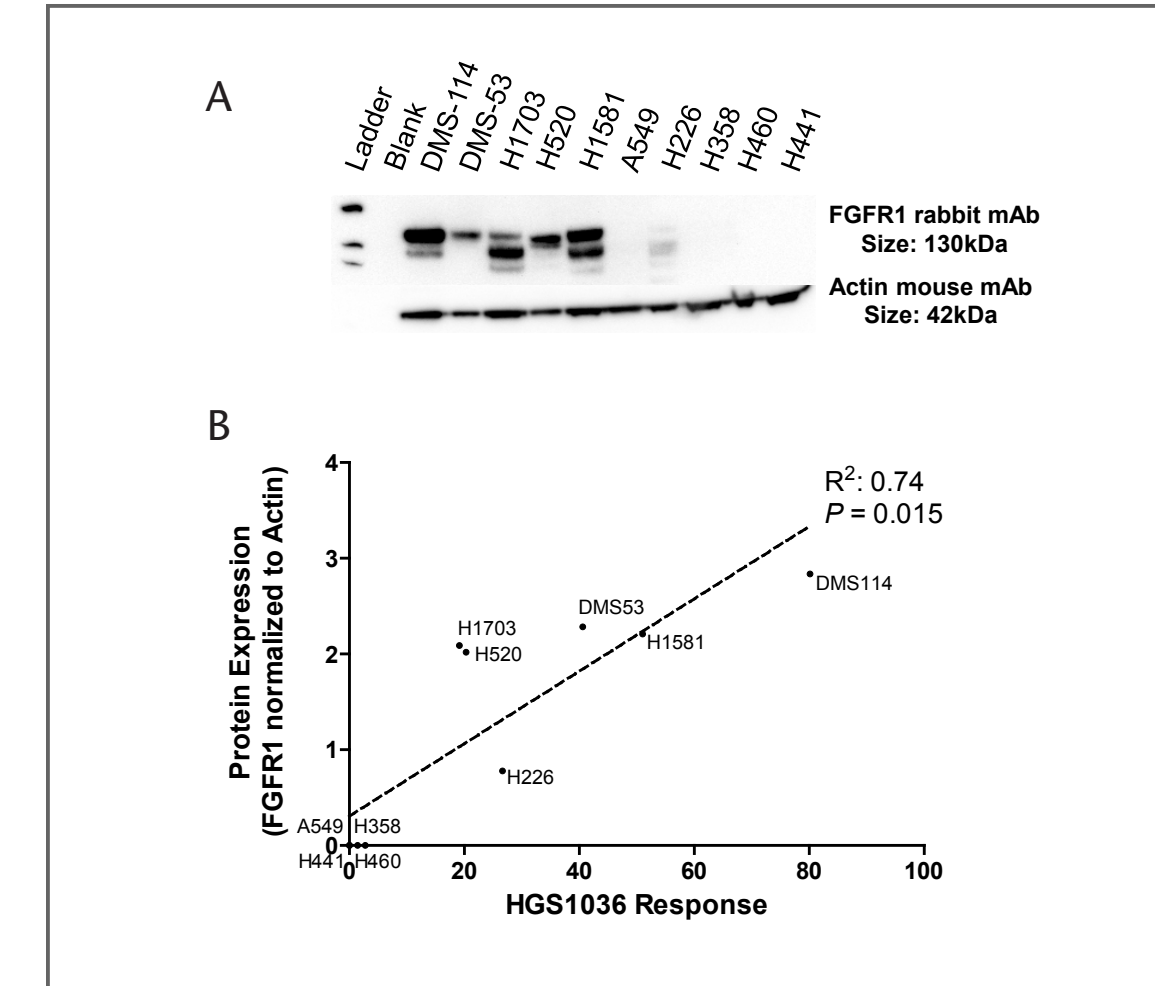 A
Ladder
Blank
DMS-114
DMS-53
H1703
H520
H1581
A549
H226
H358
H460
H441
FGFR1 rabbit mAb
Size: 130kDa
Actin mouse mAb
Size: 42kDa
B
Protein Expression
(FGFR1 normalized to Actin)
4
3
2
1
0
R2: 0.74
P = 0.015
DMS114
DMS53
H1581
H1703
H520
H226
A549 H358
H441 H460
0 20 40 60 80 100
HGS1036 Response